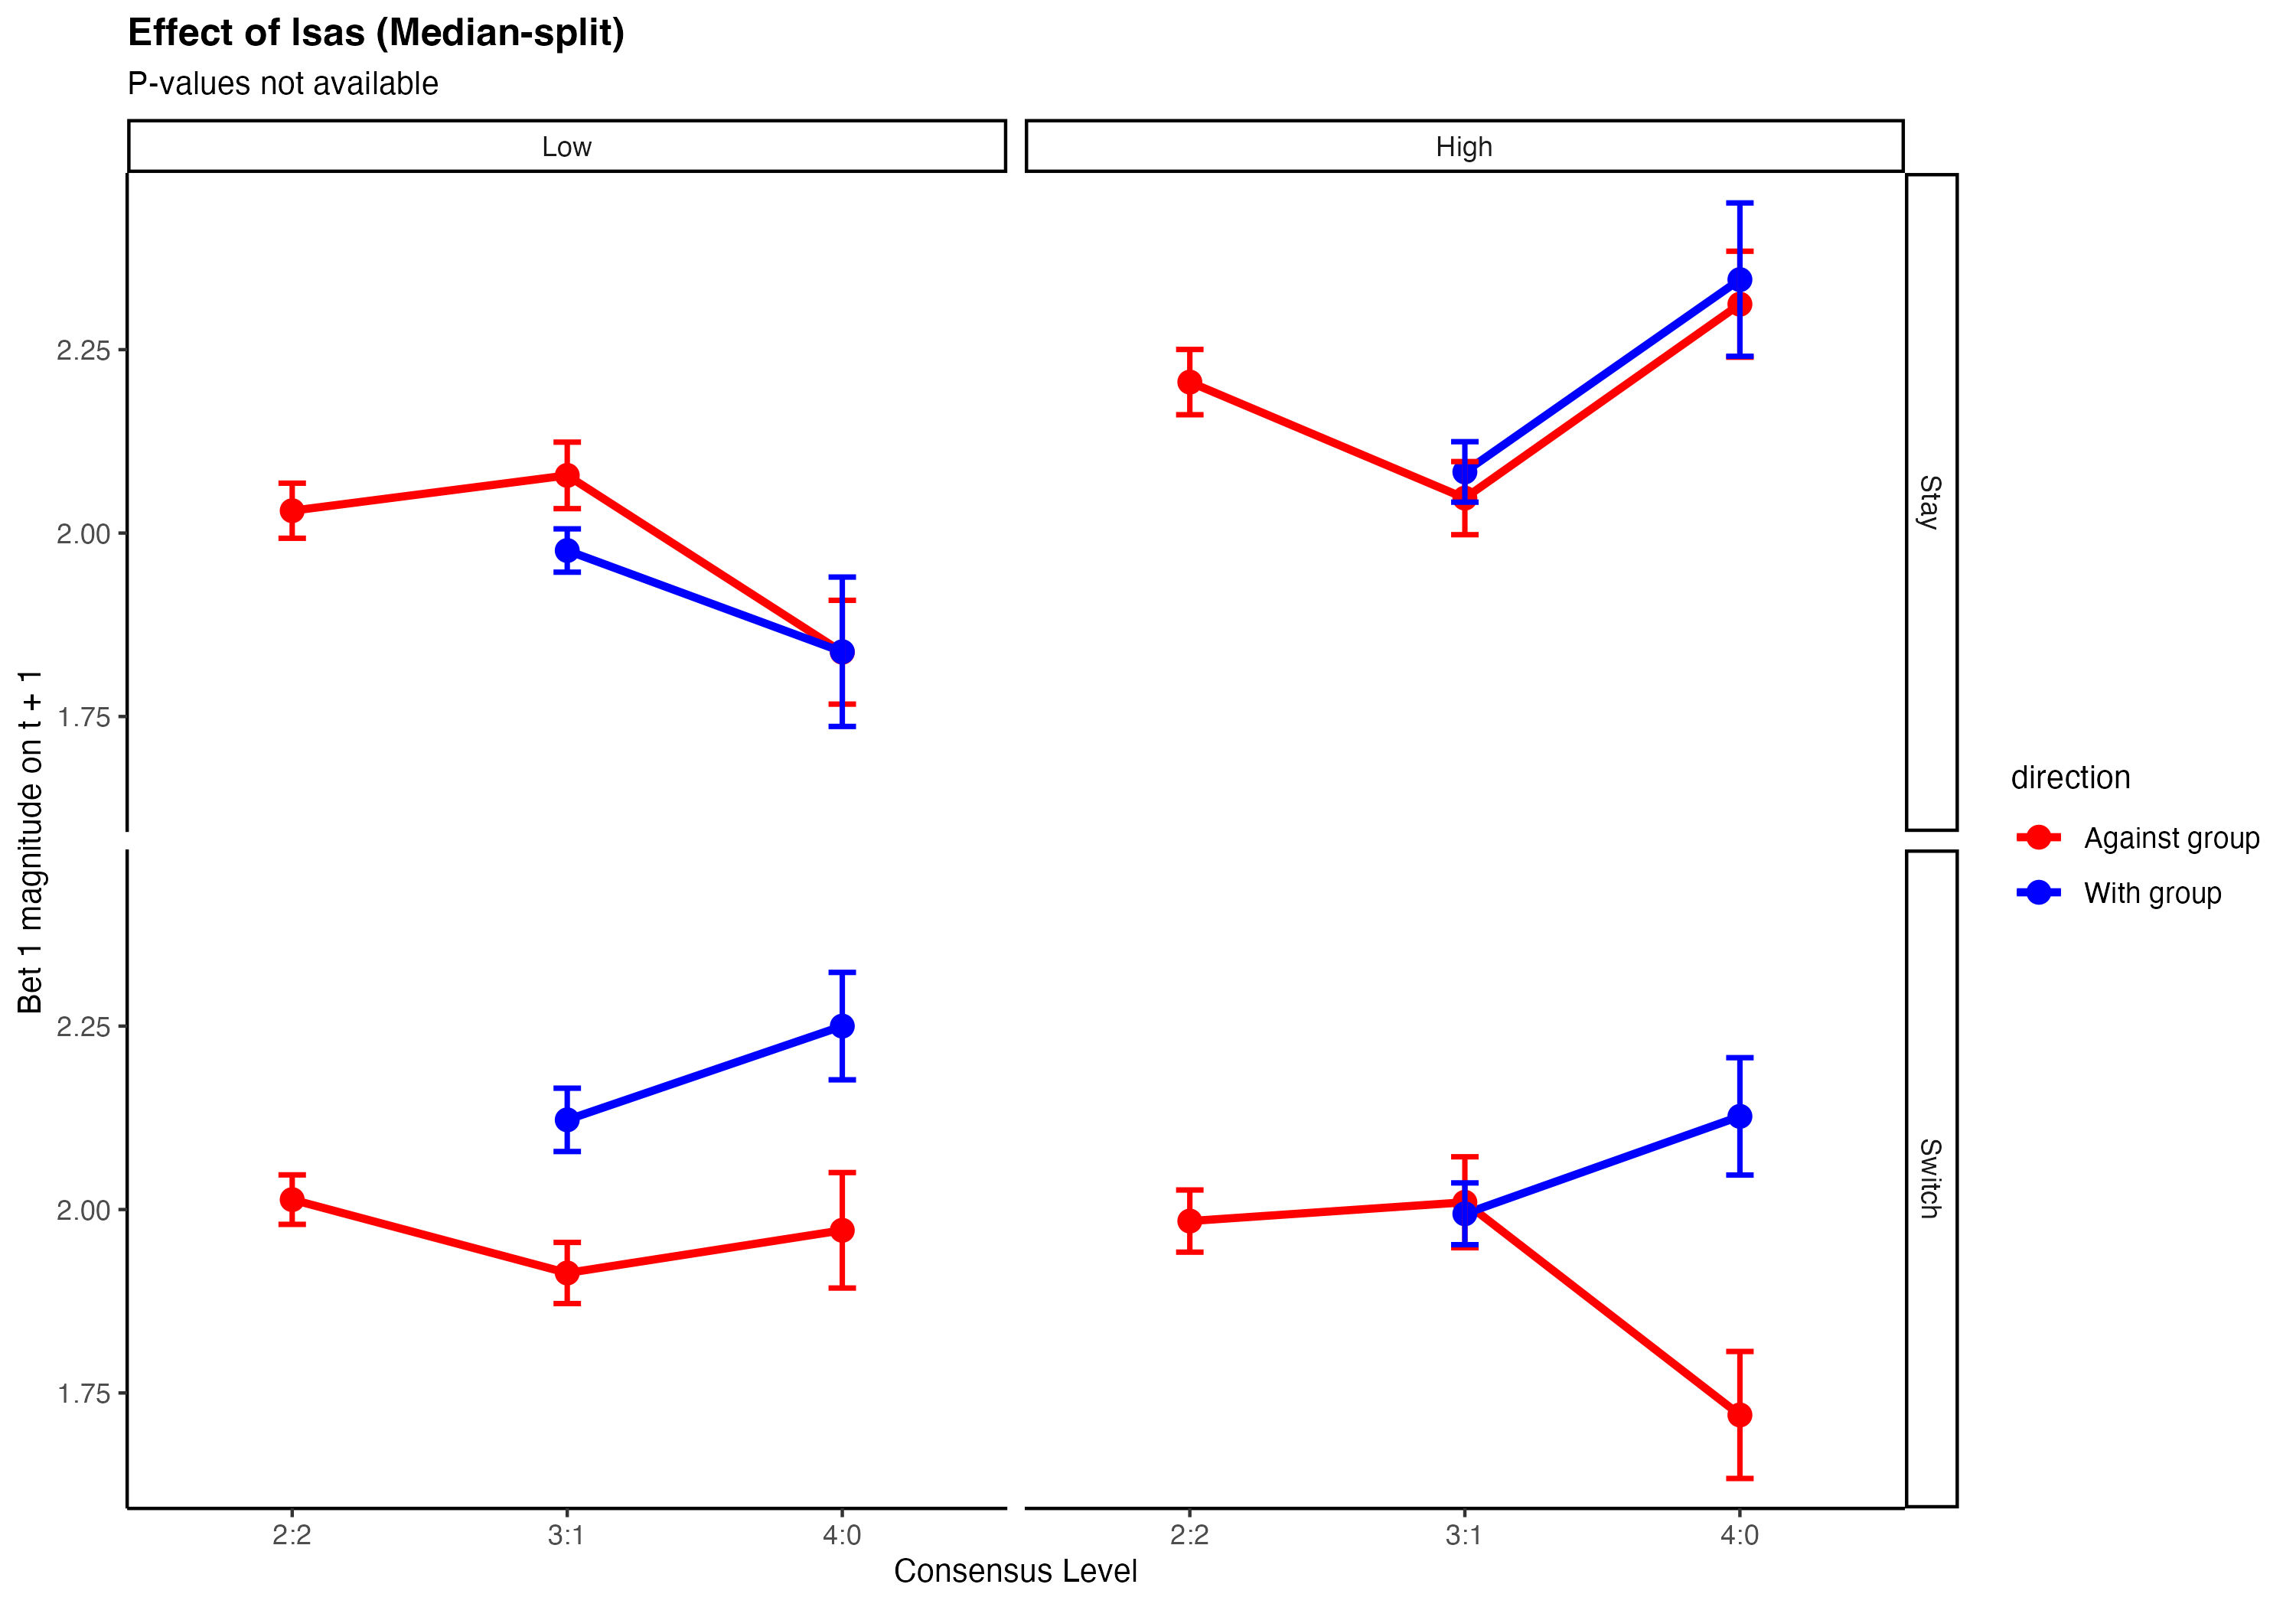 Effect of lsas (Median-split)
P-values not available
Low
High
Stay
Switch
Bet 1 magnitude on t + 1
2.25
2.00
1.75
2.25
2.00
1.75
2:2
3:1
4:0
2:2
3:1
4:0
Consensus Level
direction
Against group
With group